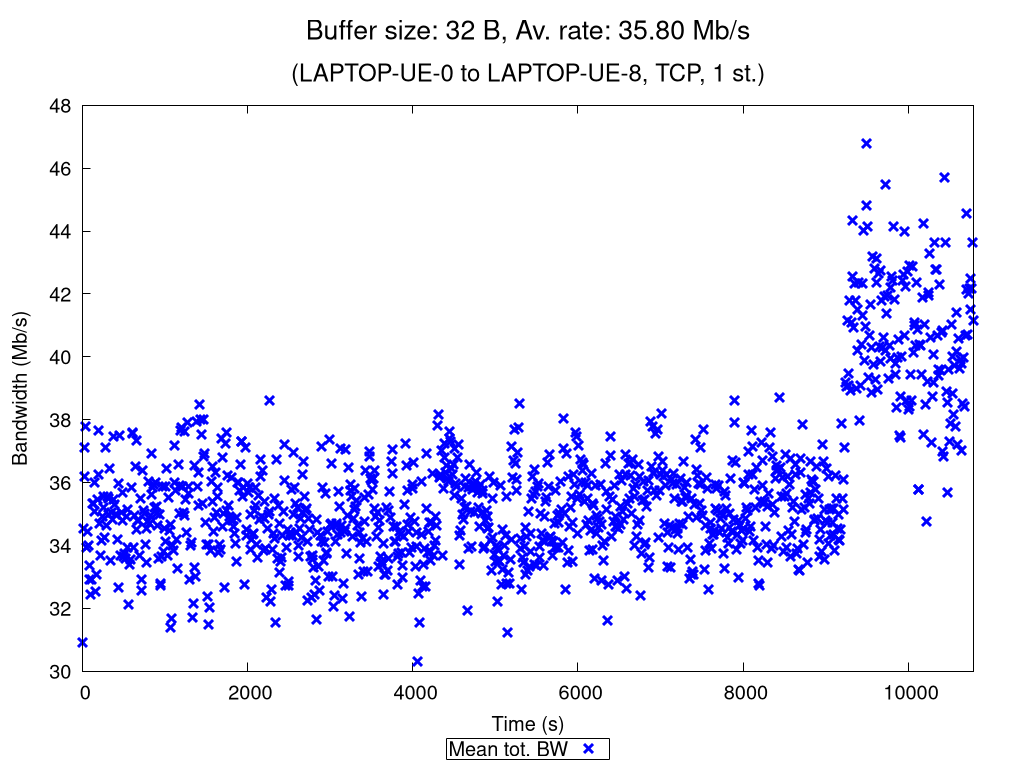 Buffer size: 32 B, Av. rate: 35.80 Mb/s
(LAPTOP-UE-0 to LAPTOP-UE-8, TCP, 1 st.)
48
46
44
42
40
38
36
34
32
30
Bandwidth (Mb/s)
0 2000 4000 6000 8000 10000
Time (s)
Mean tot. BW